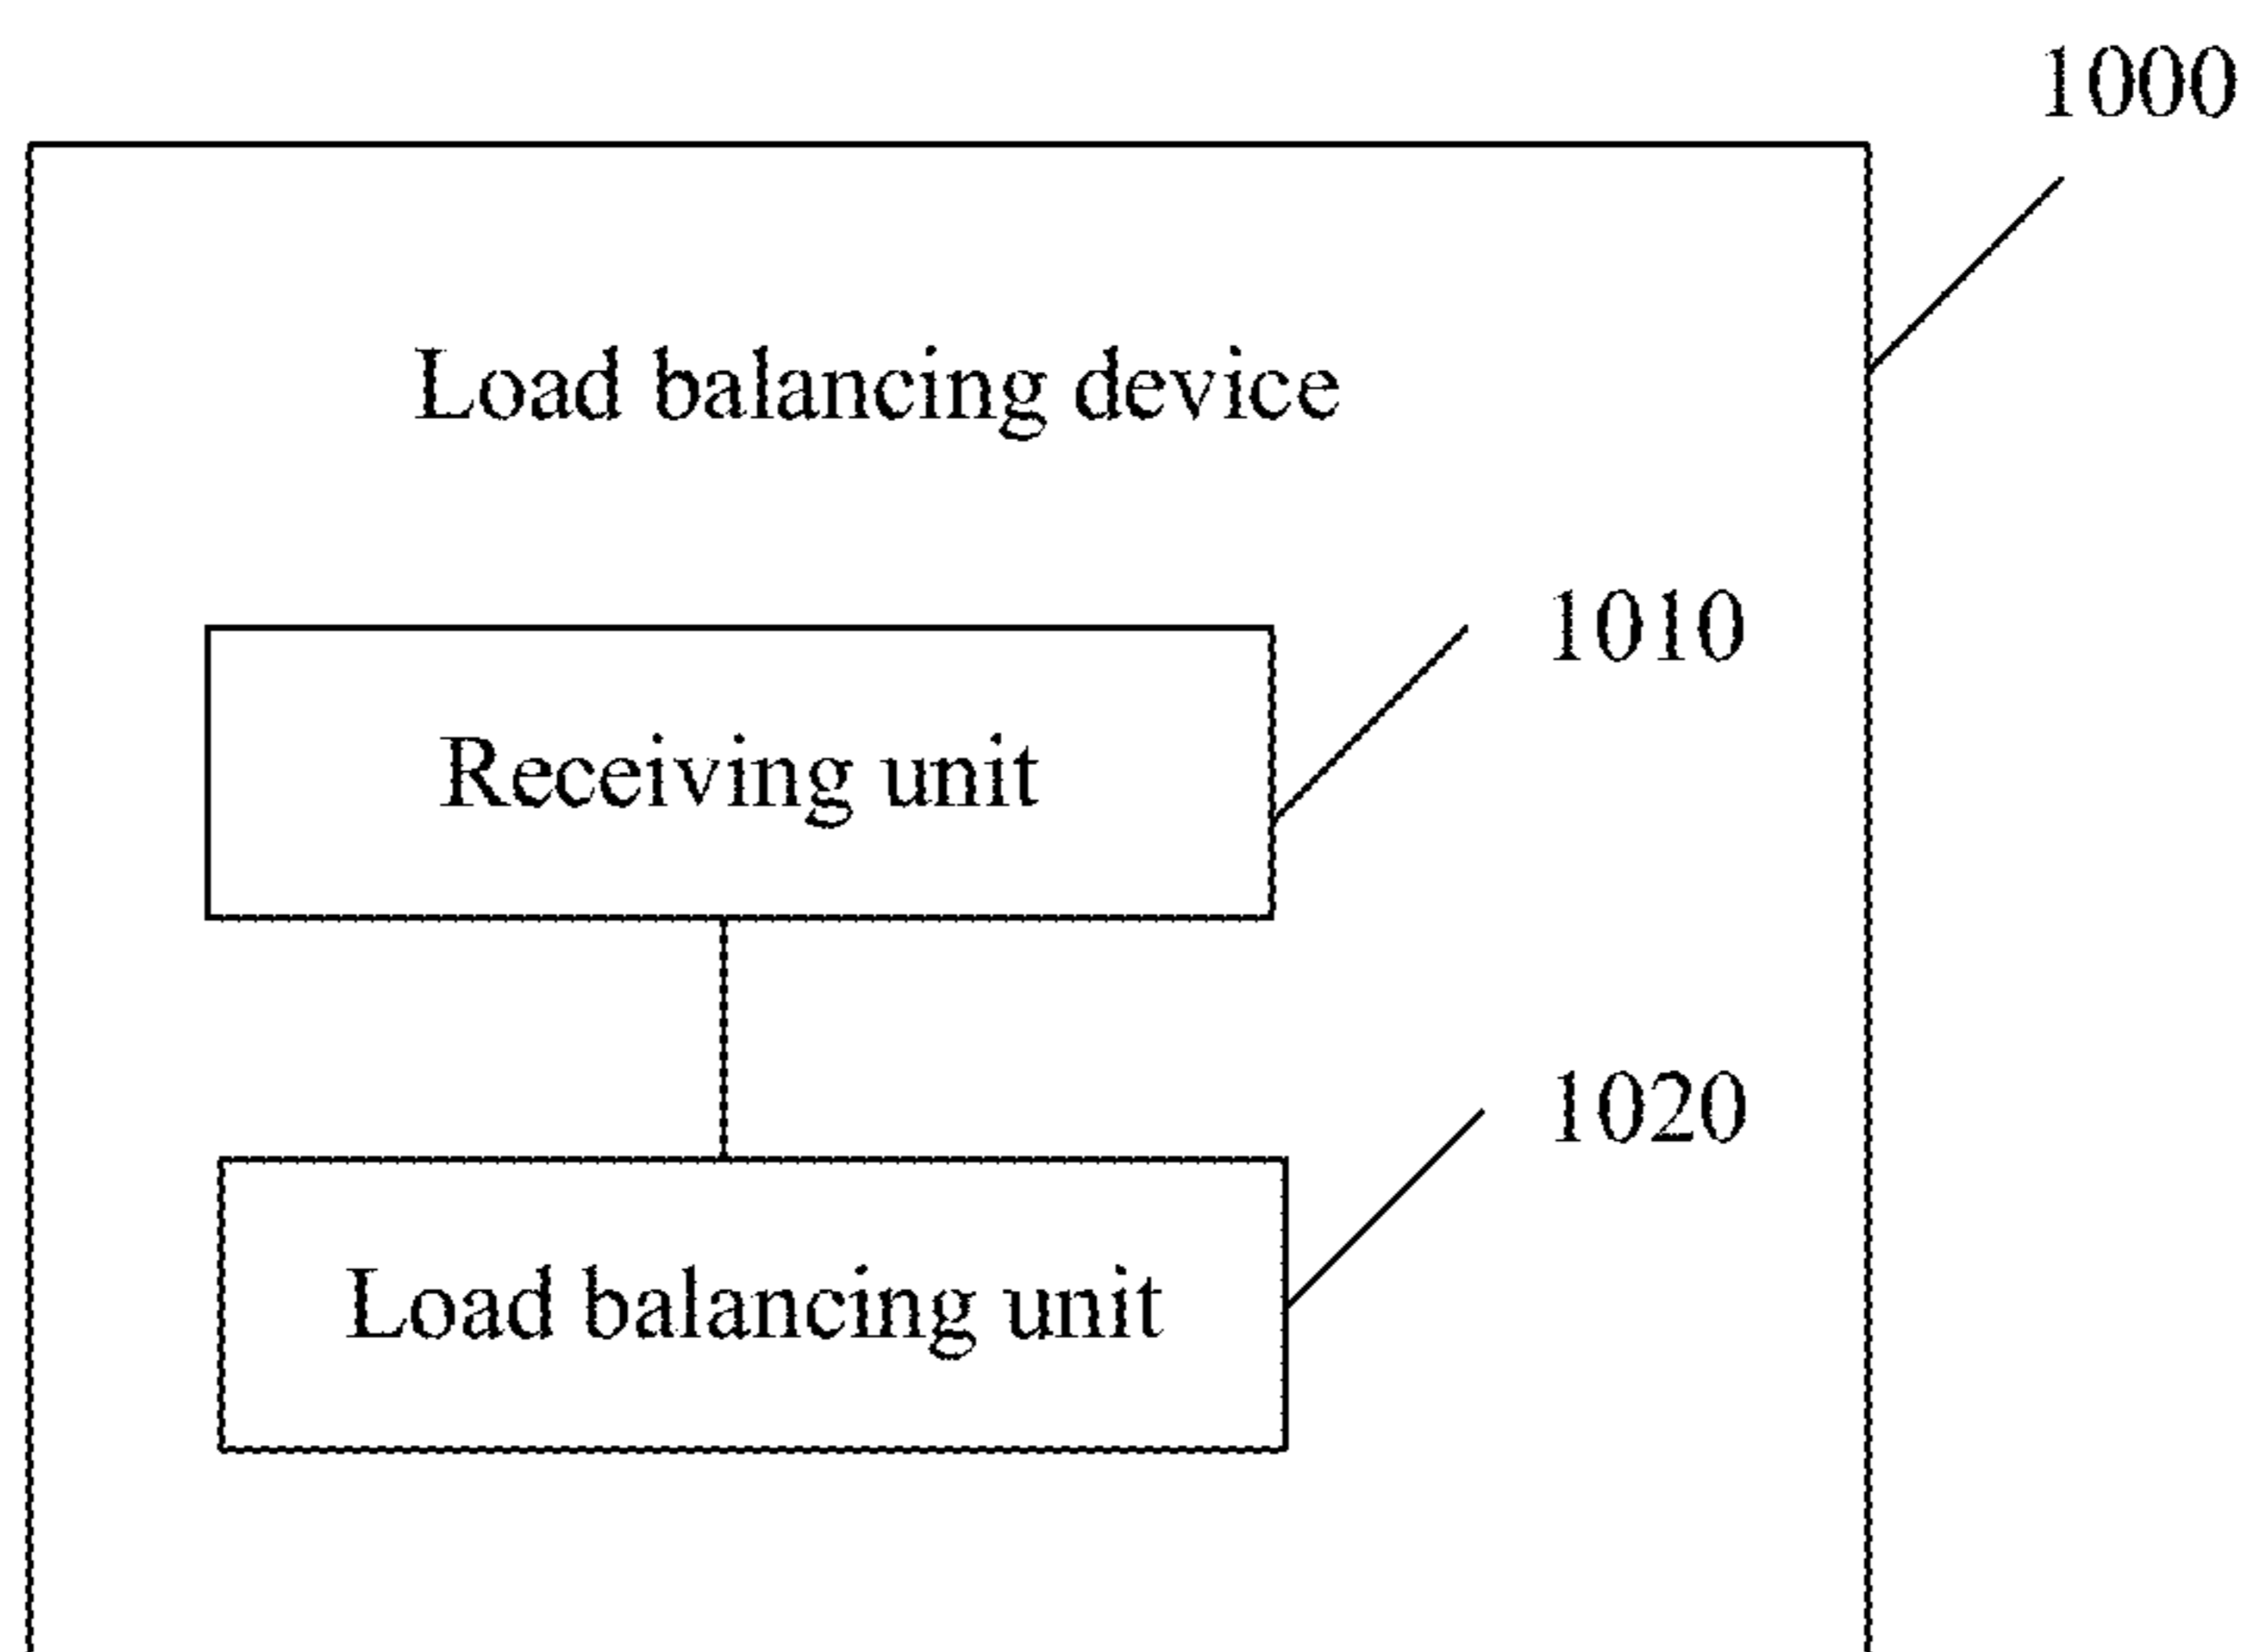 1000
Load balancing device
1010
Receiving unit
1020
Load balancing unit